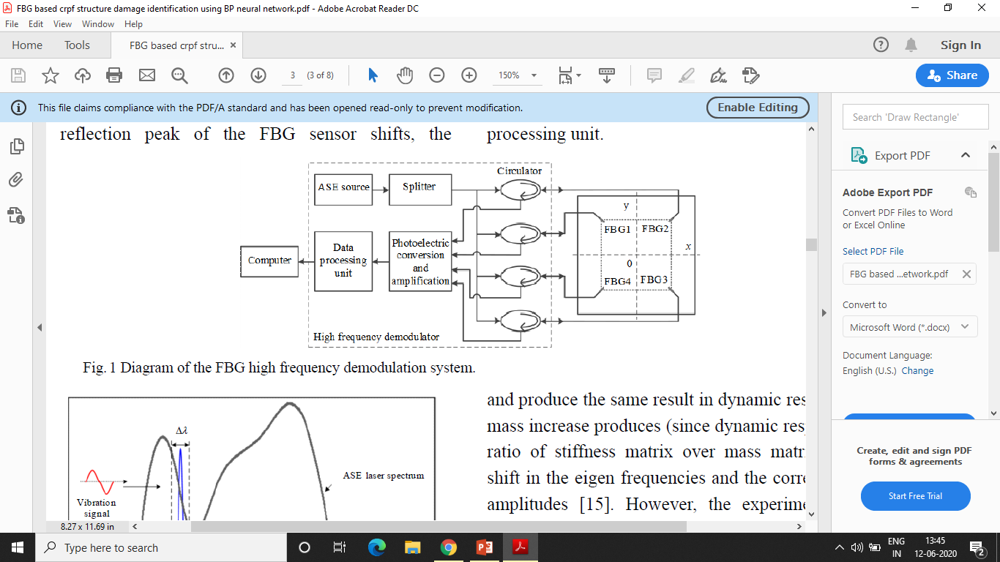 FBG based crpf structure damage identification using BP neural network.pdf - Adobe Acrobat Reader DC
File Edit View Window Help
Home Tools FBG based crpf stru... × Sign In
3 (3 of 8) 150% Share
This file claims compliance with the PDF/A standard and has been opened read-only to prevent modification. Enable Editing
reflection peak of the FBG sensor shifts, the
processing unit.
Circulator
ASE source
Splitter
Computer
Data
processing
unit
Photoelectric
conversion
and
amplification
y
FBG1 FBG2
x
0
FBG4 FBG3
High frequency demodulator
Fig. 1 Diagram of the FBG high frequency demodulation system.
Δλ
ASE laser spectrum
Vibration
signal
and produce the same result in dynamic res
mass increase produces (since dynamic res
ratio of stiffness matrix over mass matr
shift in the eigen frequencies and the corre
amplitudes [15]. However, the experime
8.27 x 11.69 in
Search 'Draw Rectangle'
Export PDF
Adobe Export PDF
Convert PDF Files to Word
or Excel Online
Select PDF File
FBG based ...etwork.pdf
Convert to
Microsoft Word (*.docx)
Document Language:
English (U.S.) Change
Create, edit and sign PDF
forms & agreements
Start Free Trial
Type here to search
ENG
IN
13:45
12-06-2020
2